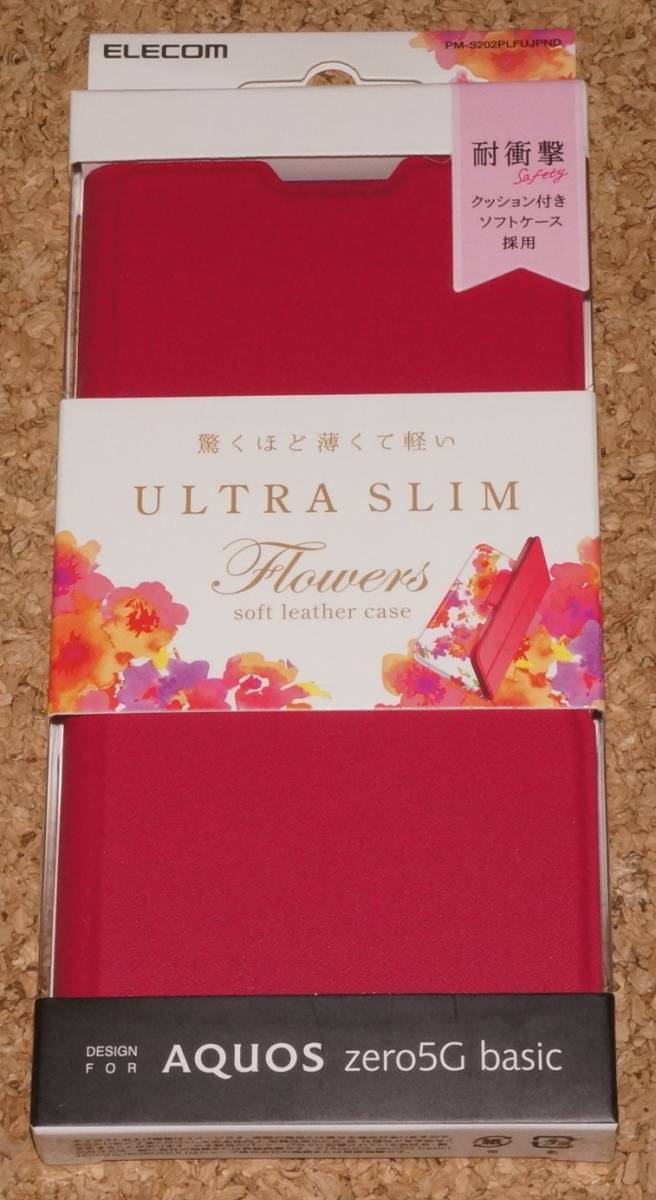 ELECOM
PM-S202PLFUJPND
耐衝撃
Safety
クッション付き
ソフトケース
採用
驚くほど薄くて軽い
ULTRA SLIM
Flowers
soft leather case
DESIGN
FOR
AQUOS zero5G basic